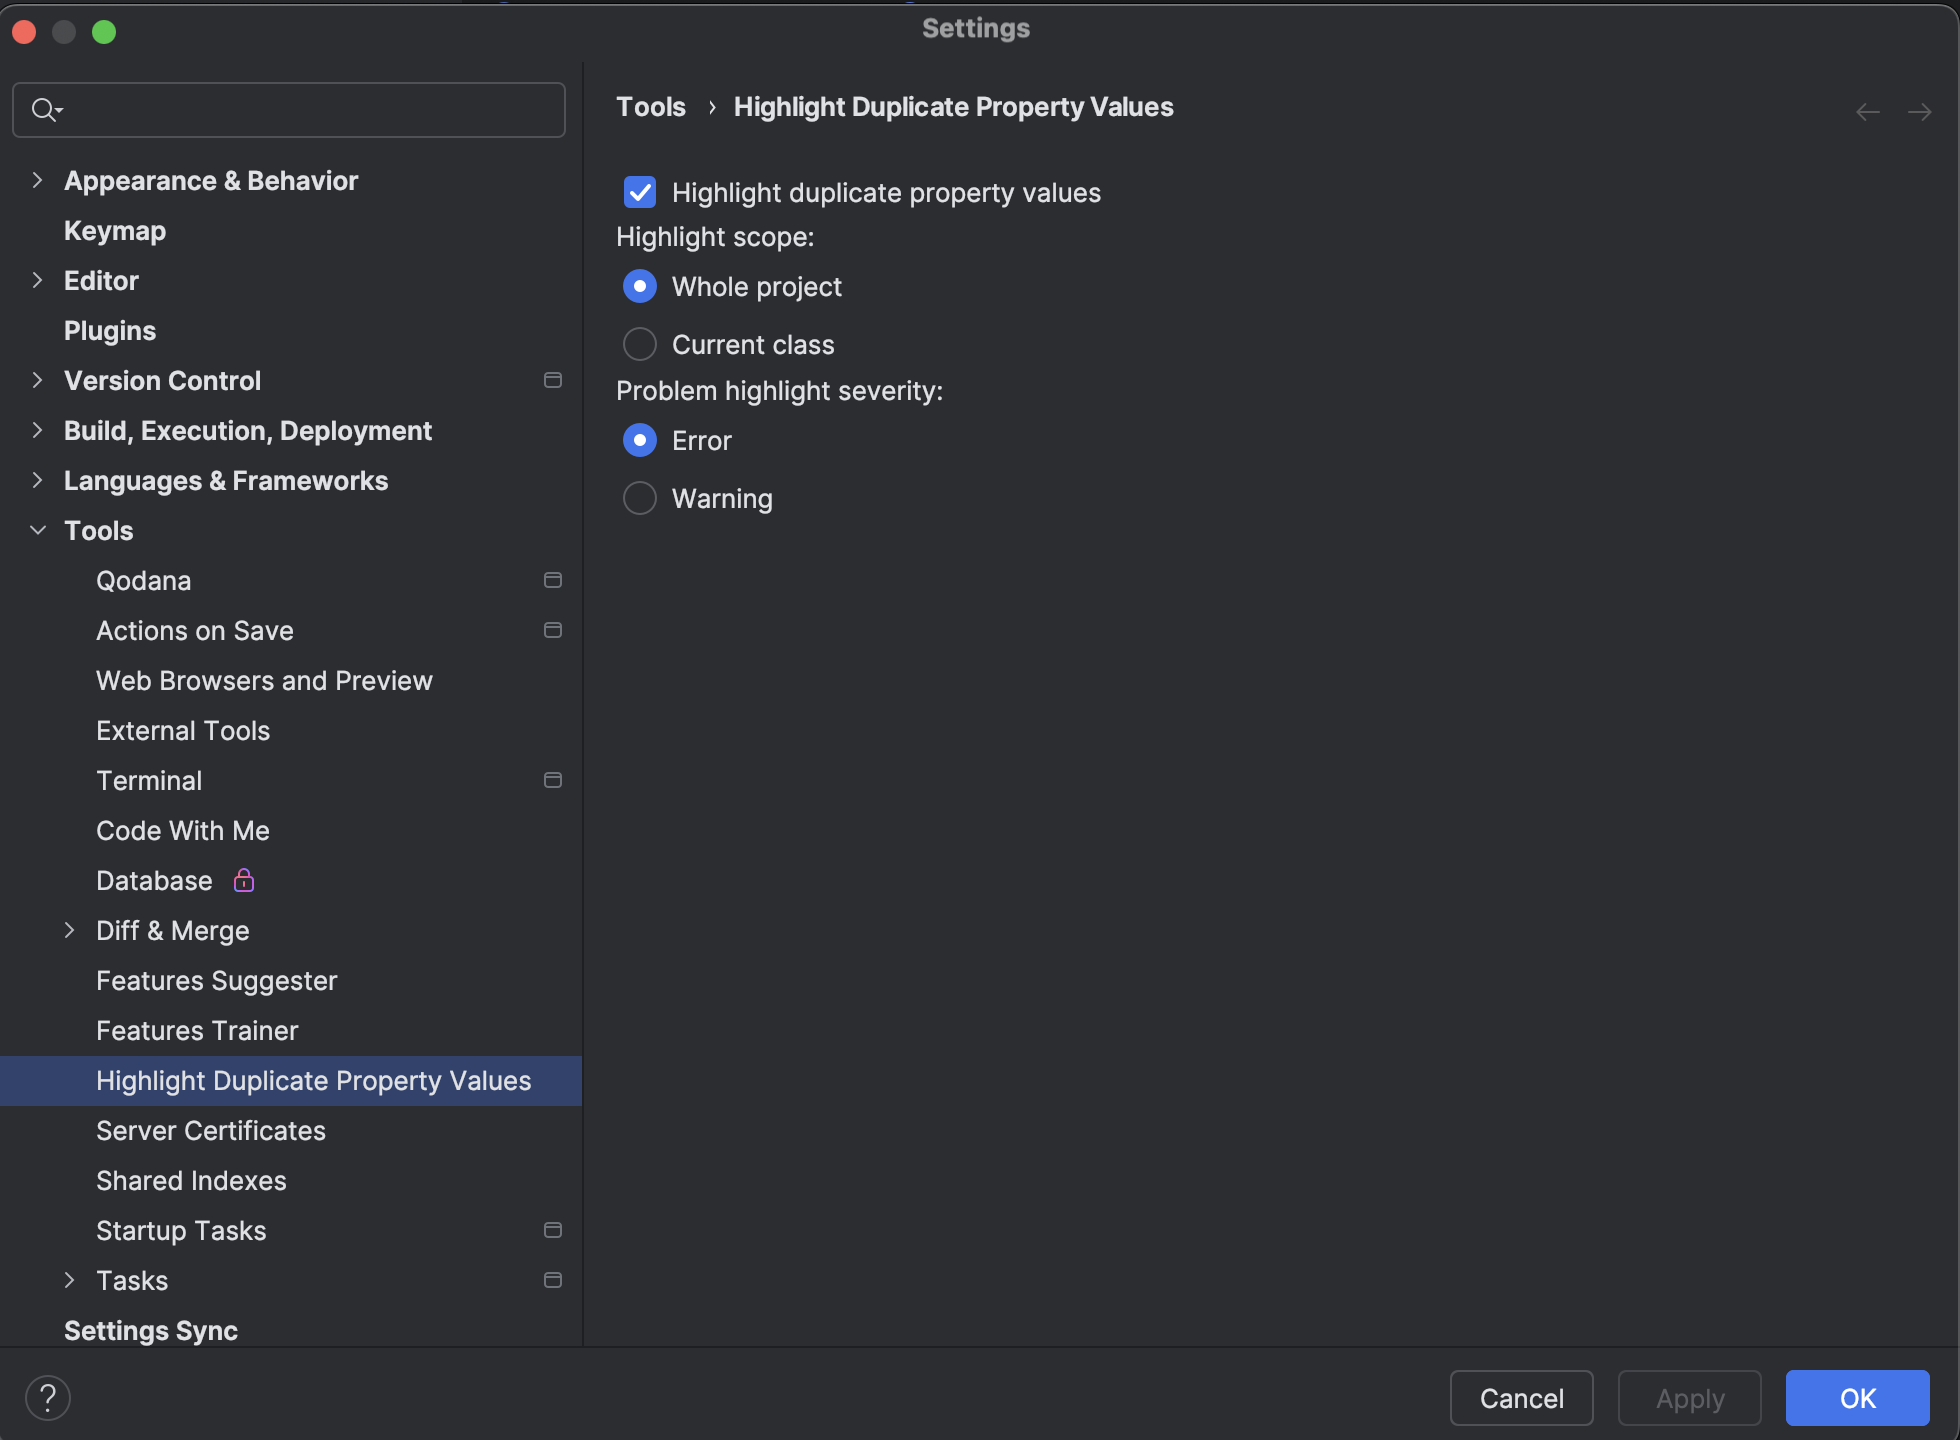 Settings
Appearance & Behavior
Keymap
Editor
Plugins
Version Control
Build, Execution, Deployment
Languages & Frameworks
Tools
Qodana
Actions on Save
Web Browsers and Preview
External Tools
Terminal
Code With Me
Database
Diff & Merge
Features Suggester
Features Trainer
Highlight Duplicate Property Values
Server Certificates
Shared Indexes
Startup Tasks
Tasks
Settings Sync
Tools › Highlight Duplicate Property Values
Highlight duplicate property values
Highlight scope:
Whole project
Current class
Problem highlight severity:
Error
Warning
?
Cancel
Apply
OK